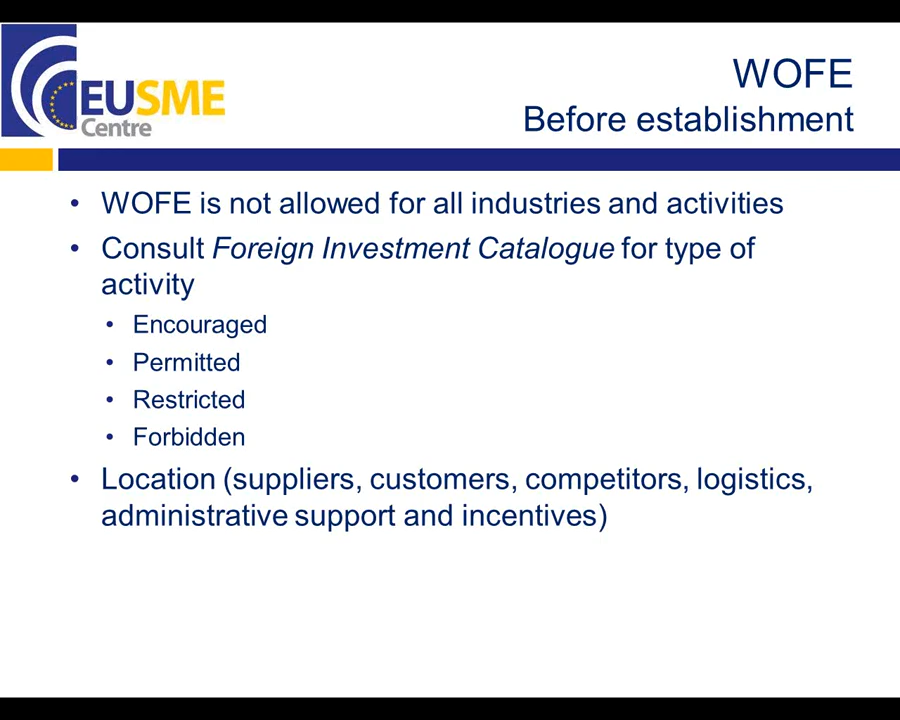 EUSME
Centre
WOFE
Before establishment
• WOFE is not allowed for all industries and activities
• Consult Foreign Investment Catalogue for type of
activity
• Encouraged
• Permitted
• Restricted
• Forbidden
• Location (suppliers, customers, competitors, logistics,
administrative support and incentives)